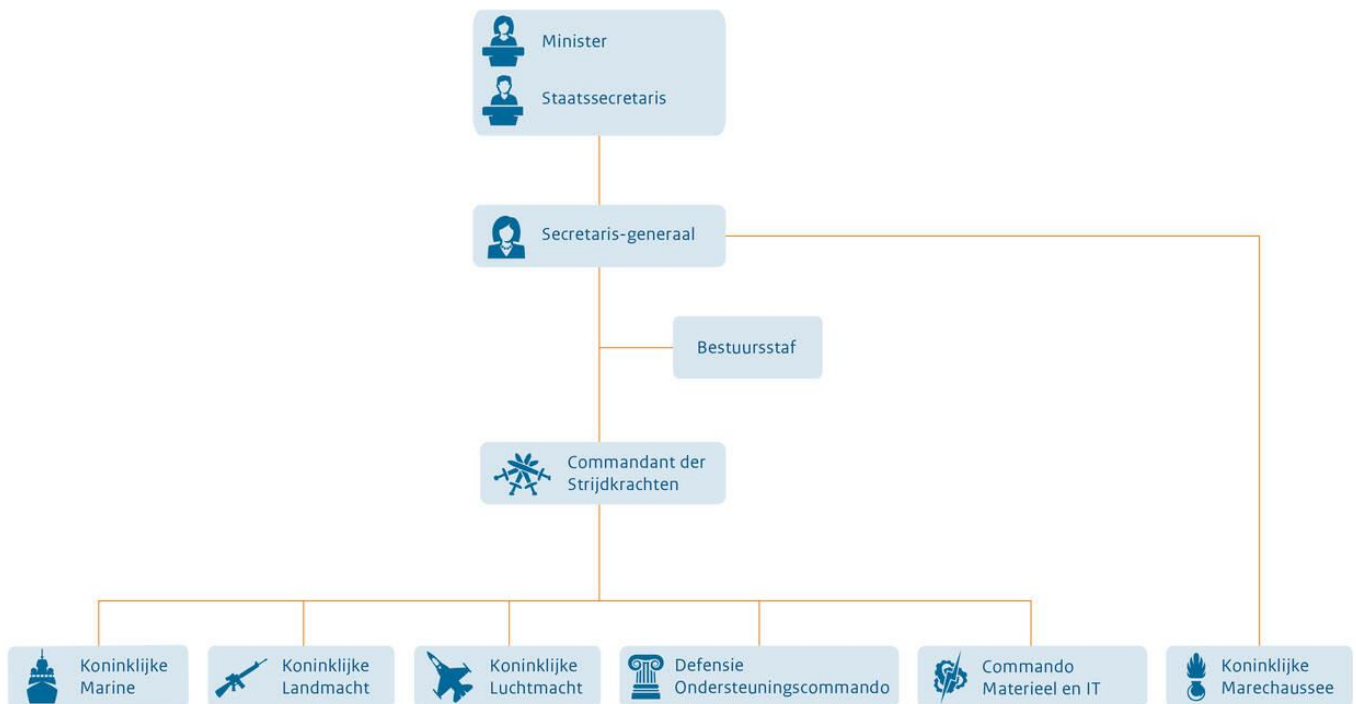 Minister
Staatssecretaris
Secretaris-generaal
Bestuursstaf
Commandant der
Strijdkrachten
Koninklijke
Marine
Koninklijke
Landmacht
Koninklijke
Luchtmacht
Defensie
Ondersteuningscommando
Commando
Materieel en IT
Koninklijke
Marechaussee